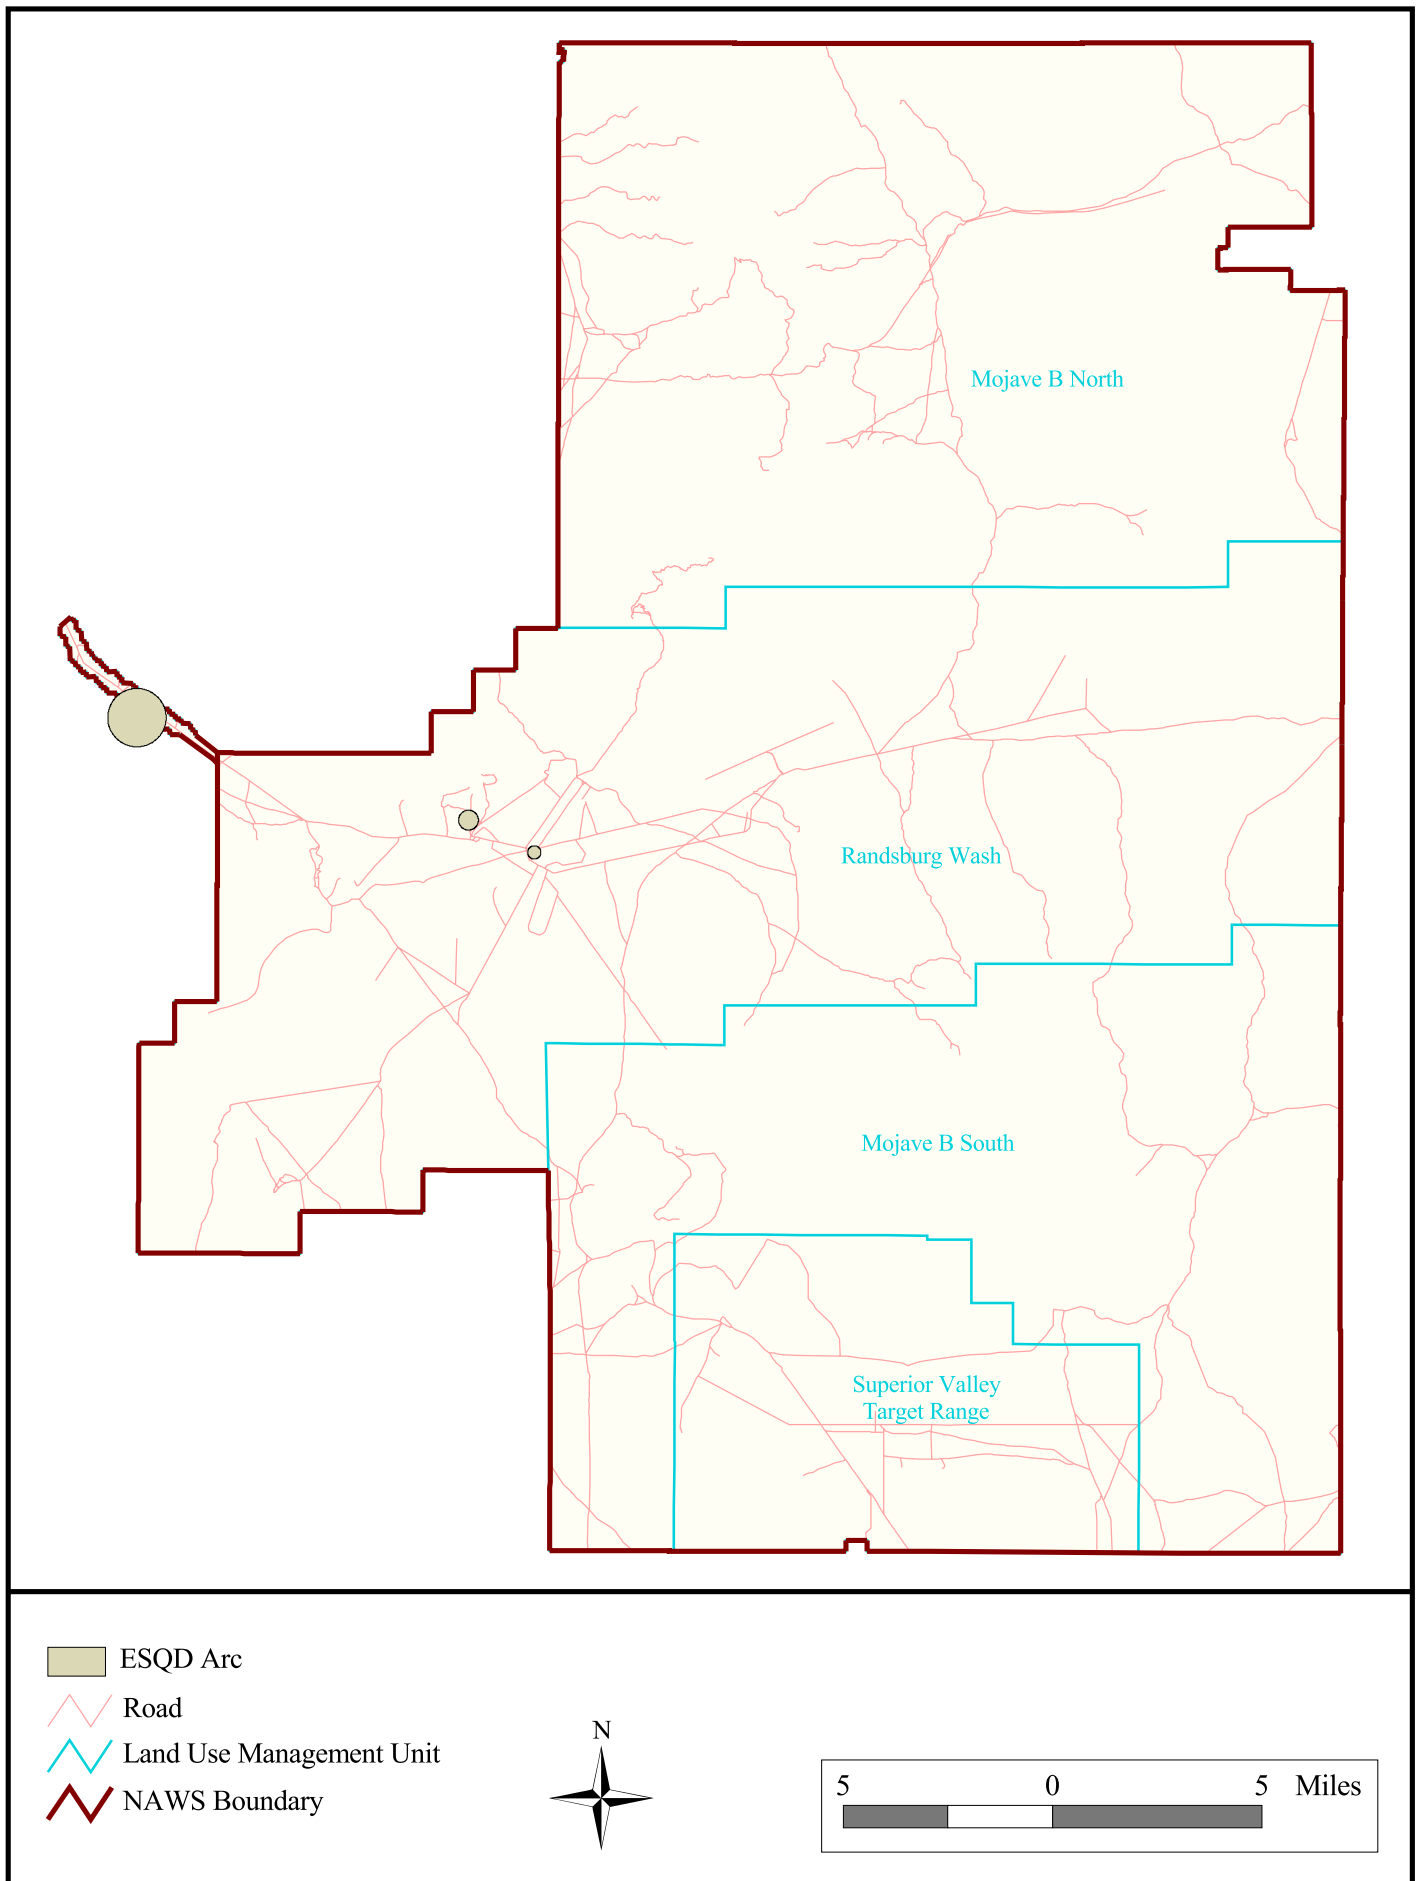 Mojave B North
Randsburg Wash
Mojave B South
Superior Valley
Target Range
ESQD Arc
Road
Land Use Management Unit
NAWS Boundary
N
5 0 5 Miles